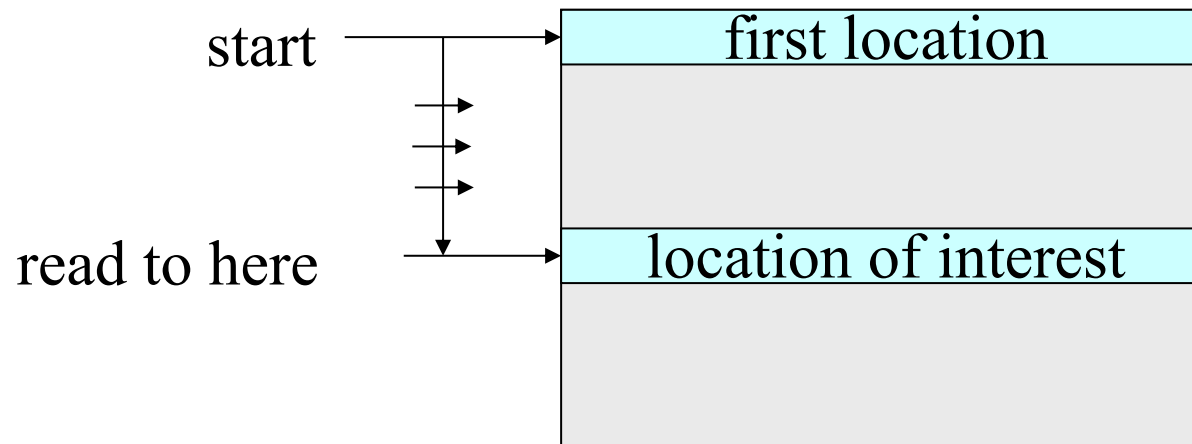 start
first location
read to here
location of interest